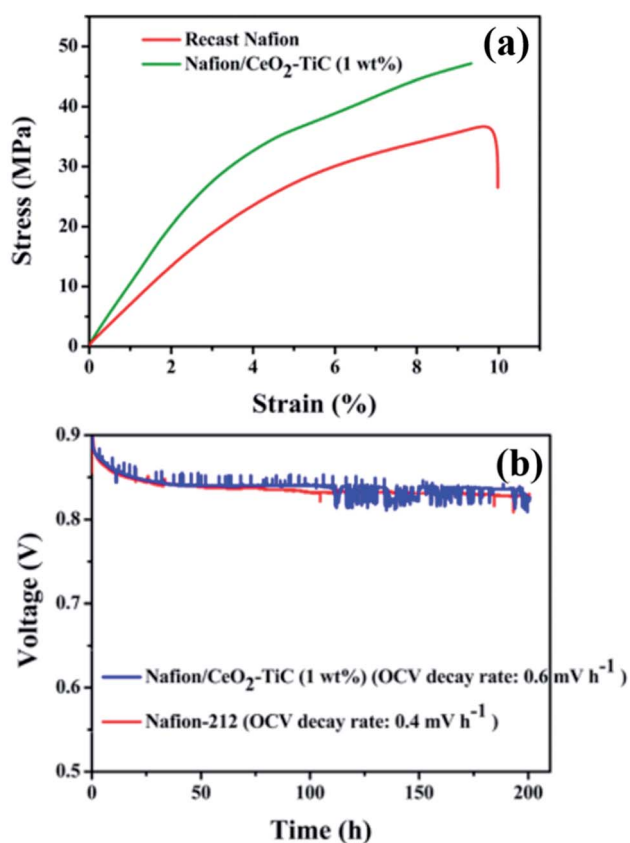 (a)
Recast Nafion
Nafion/CeO₂-TiC (1 wt%)
50
40
30
20
10
0
Stress (MPa)
0 2 4 6 8 10
Strain (%)
(b)
0.9
0.8
0.7
0.6
0.5
Voltage (V)
Nafion/CeO₂-TiC (1 wt%) (OCV decay rate: 0.6 mV h⁻¹)
Nafion-212 (OCV decay rate: 0.4 mV h⁻¹)
0 50 100 150 200
Time (h)